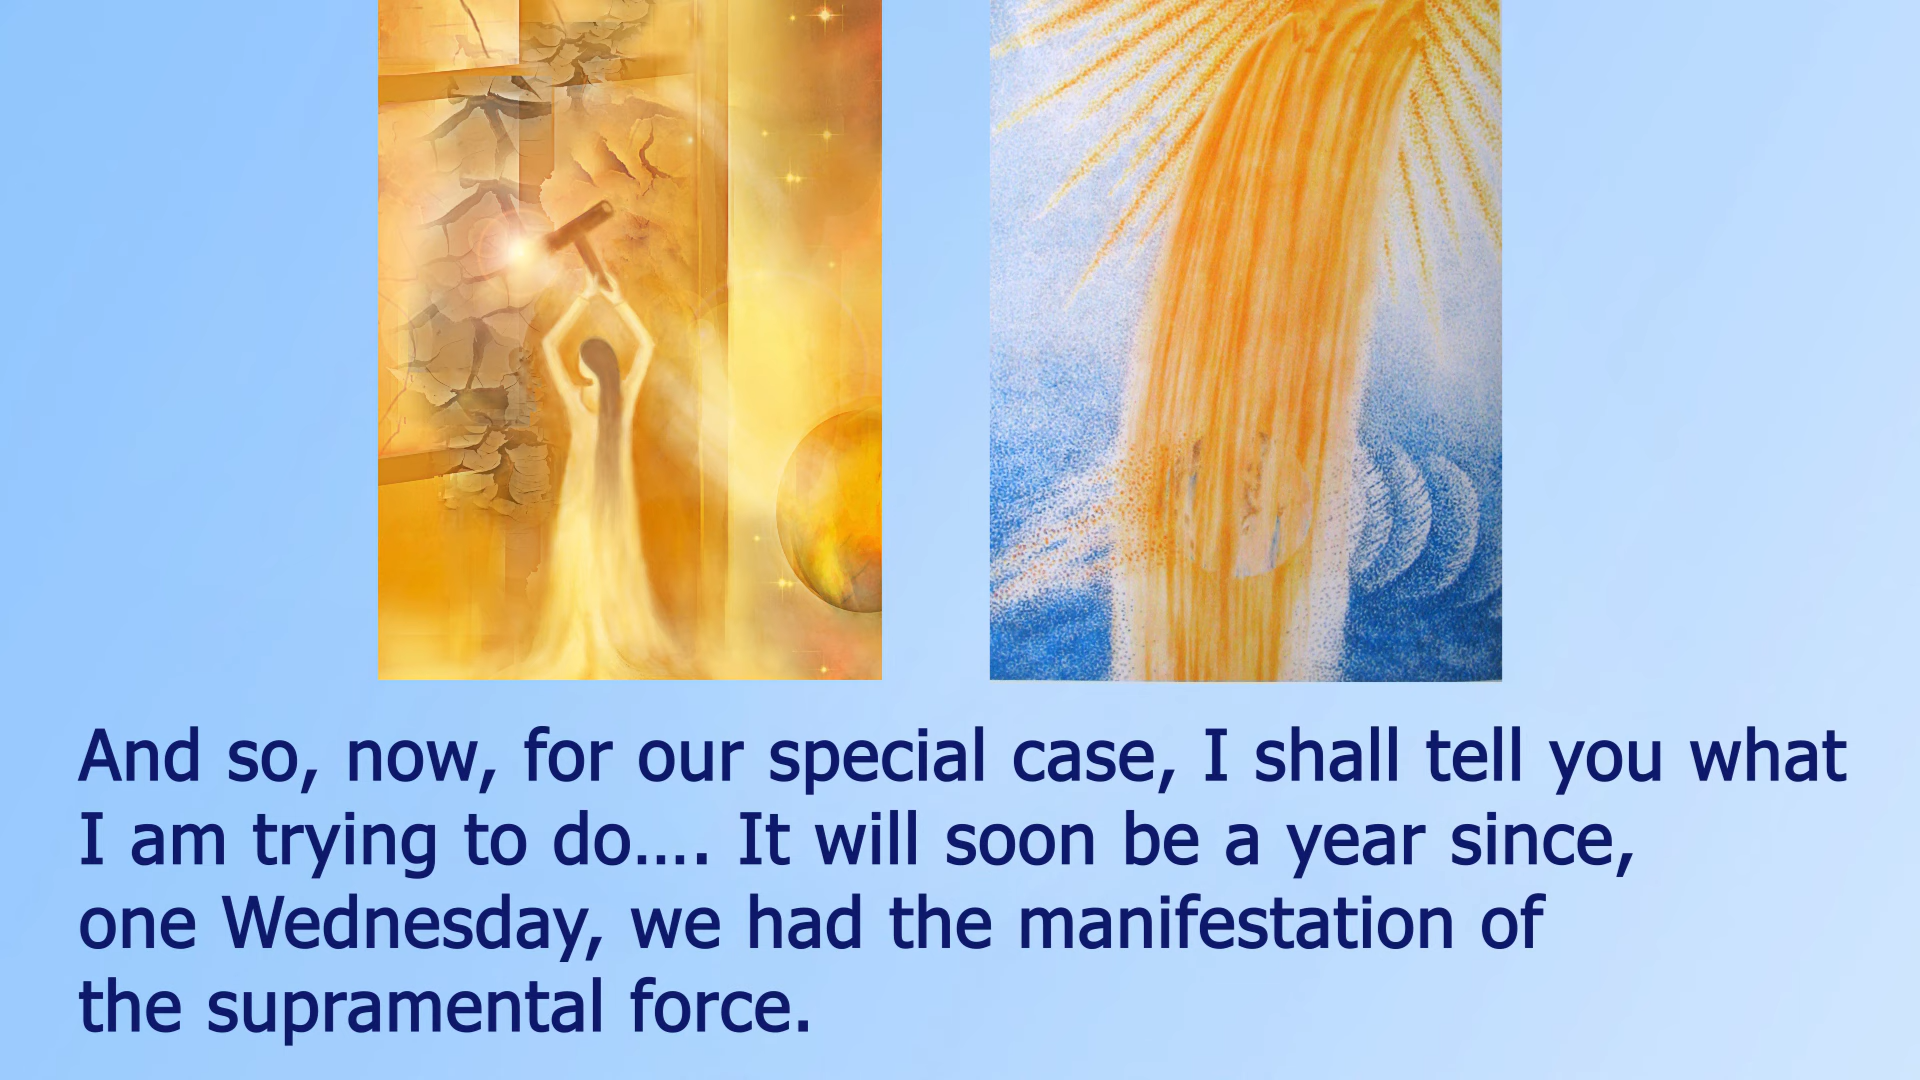 And so, now, for our special case, I shall tell you what
I am trying to do.... It will soon be a year since,
one Wednesday, we had the manifestation of
the supramental force.